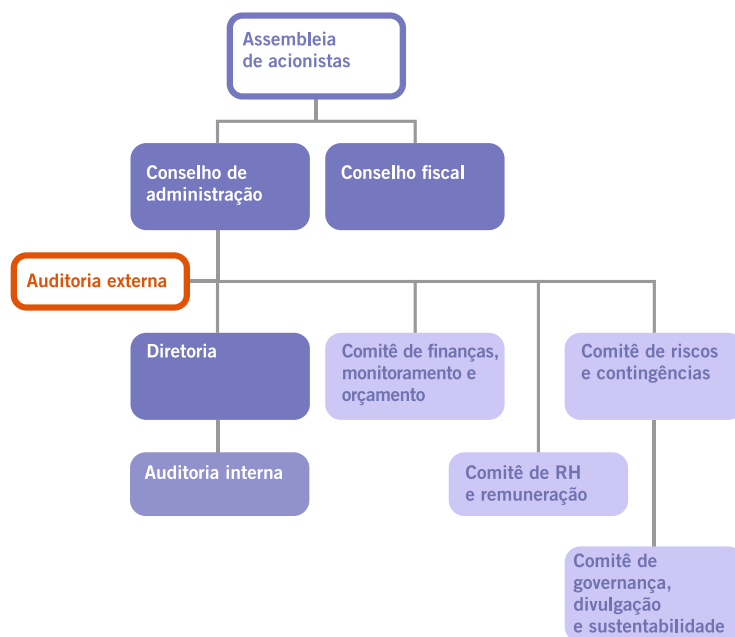 Assembleia
de acionistas
Conselho de
administração
Conselho fiscal
Auditoria externa
Diretoria
Comitê de finanças,
monitoramento e
orçamento
Comitê de riscos
e contingências
Auditoria interna
Comitê de RH
e remuneração
Comitê de
governança,
divulgação
e sustentabilidade